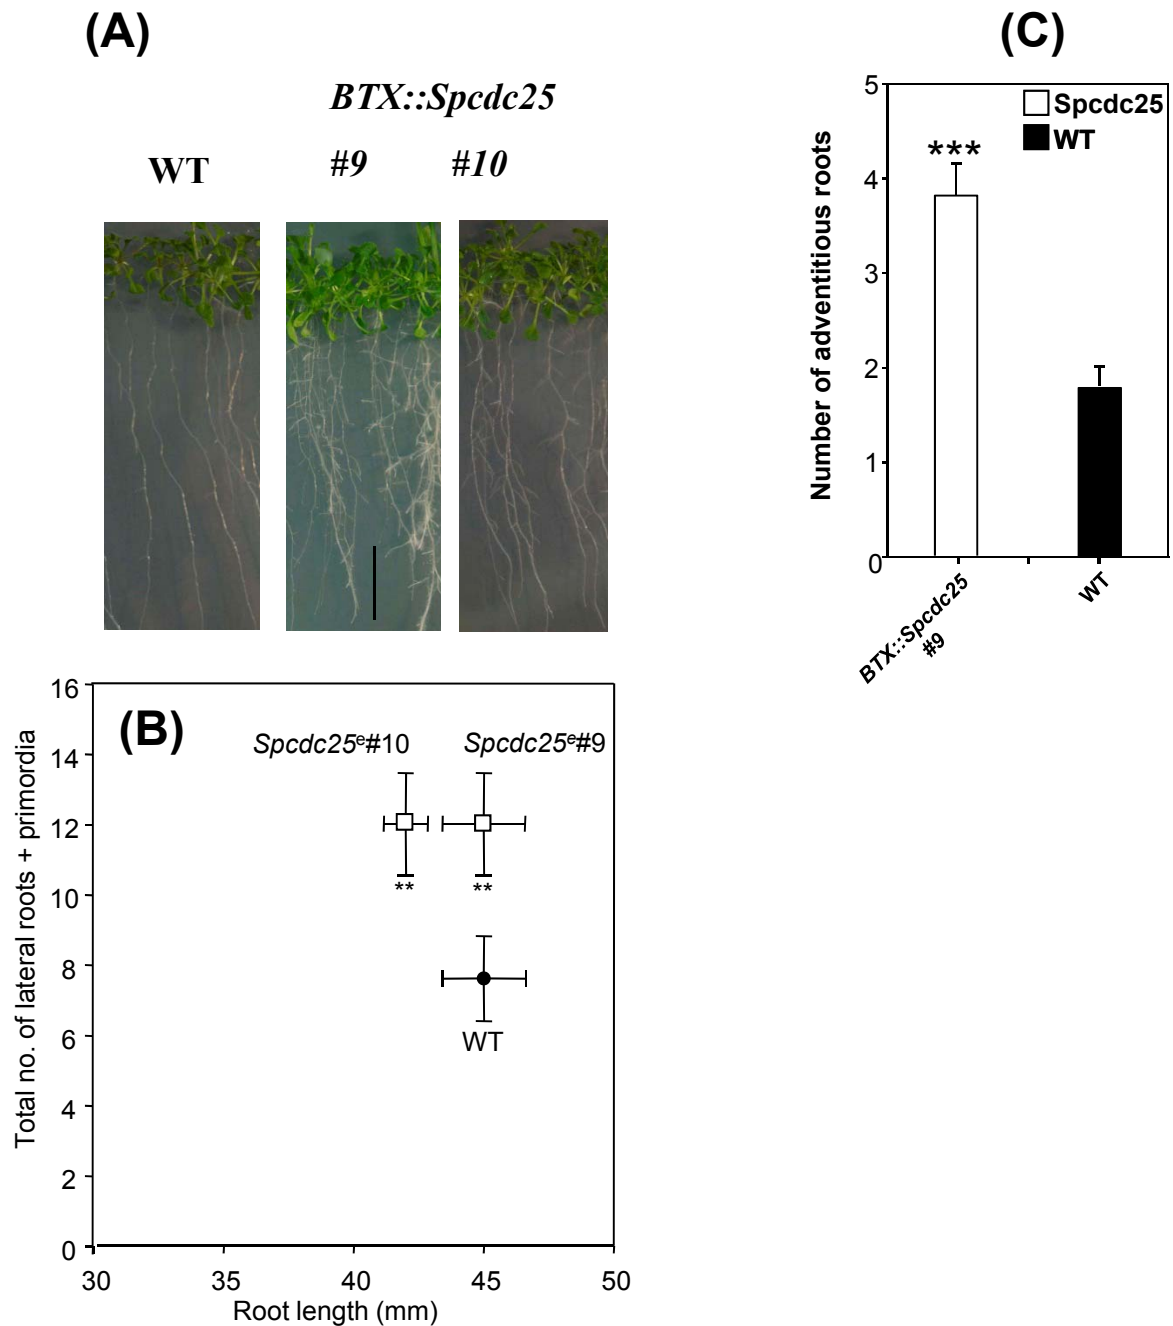 (A)
BTX::Spcdc25
WT
#9
#10
(B)
Total no. of lateral roots + primordia
16
14
12
10
8
6
4
2
0
Spcdc25ᵉ#10
Spcdc25ᵉ#9
**
**
WT
30
35
40
45
50
Root length (mm)
(C)
Number of adventitious roots
5
4
3
2
1
0
Spcdc25
WT
***
BTX::Spcdc25
#9
WT